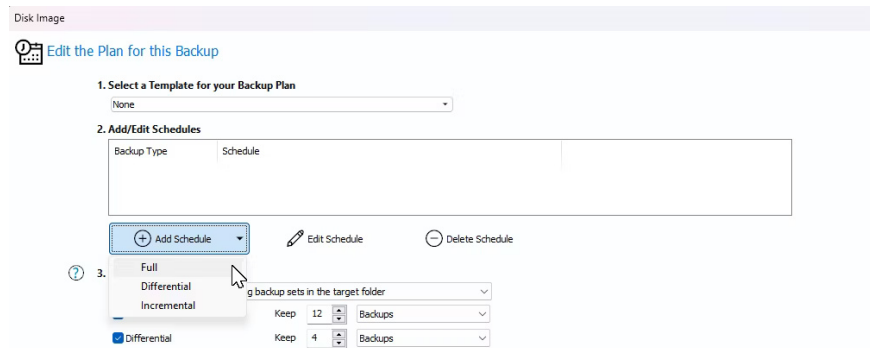 Disk Image
Edit the Plan for this Backup
1. Select a Template for your Backup Plan
None
2. Add/Edit Schedules
Backup Type Schedule
Add Schedule Edit Schedule Delete Schedule
Full
3.
Differential
backup sets in the target folder
Incremental
Keep 12 Backups
Differential Keep 4 Backups